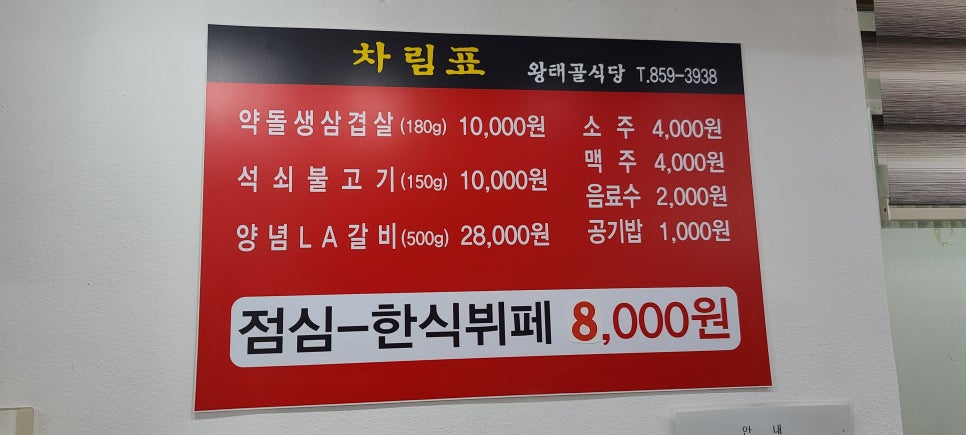 차림표 왕태골식당 T.859-3938
약돌생삼겹살(180g) 10,000원
석쇠불고기(150g) 10,000원
양념LA갈비(500g) 28,000원
소주 4,000원
맥주 4,000원
음료수 2,000원
공기밥 1,000원
점심-한식뷔페 8,000원
안 내